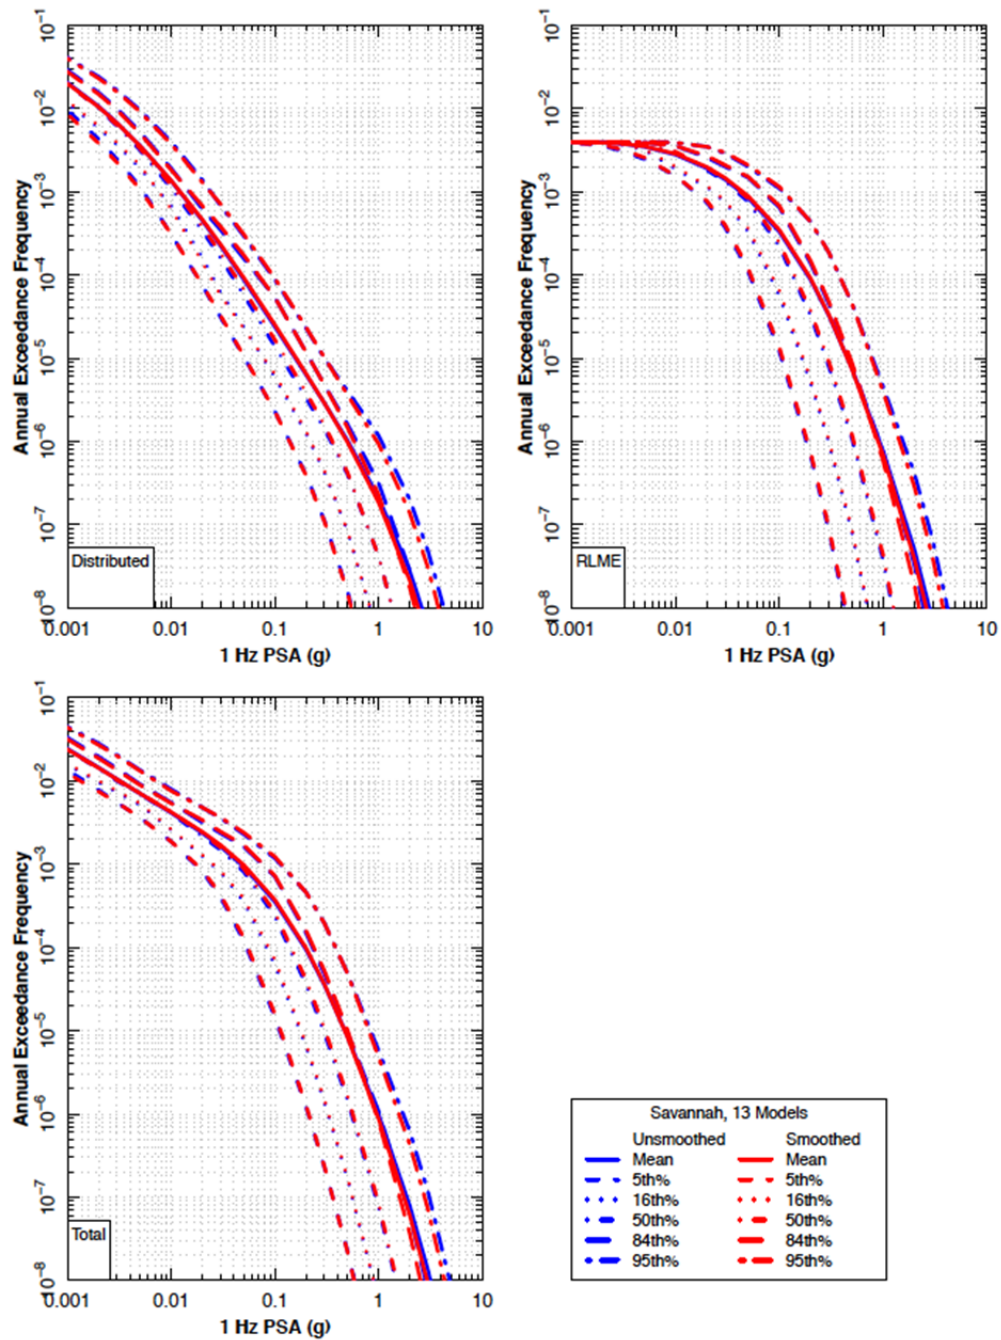 10⁻¹
10⁻²
10⁻³
10⁻⁴
10⁻⁵
10⁻⁶
10⁻⁷
10⁻⁸
Annual Exceedance Frequency
Distributed
0.001 0.01 0.1 1 10
1 Hz PSA (g)
10⁻¹
10⁻²
10⁻³
10⁻⁴
10⁻⁵
10⁻⁶
10⁻⁷
10⁻⁸
Annual Exceedance Frequency
RLME
0.001 0.01 0.1 1 10
1 Hz PSA (g)
10⁻¹
10⁻²
10⁻³
10⁻⁴
10⁻⁵
10⁻⁶
10⁻⁷
10⁻⁸
Annual Exceedance Frequency
Total
0.001 0.01 0.1 1 10
1 Hz PSA (g)
Savannah, 13 Models
Unsmoothed Smoothed
Mean Mean
5th% 5th%
16th% 16th%
50th% 50th%
84th% 84th%
95th% 95th%